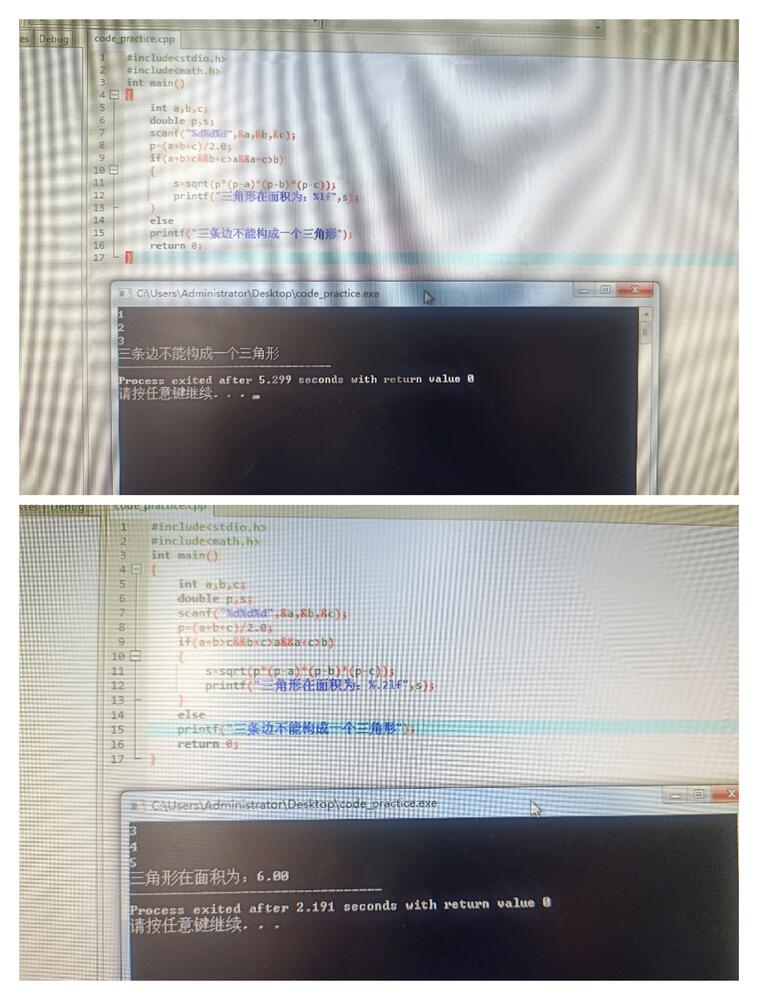 es Debug code_practice.cpp
1 #include<stdio.h>
2 #include<math.h>
3 int main()
4 {
5 int a,b,c;
6 double p,s;
7 scanf("%d%d%d",&a,&b,&c);
8 p=(a+b+c)/2.0;
9 if(a+b>c&&b+c>a&&a+c>b)
10 {
11 s=sqrt(p*(p-a)*(p-b)*(p-c));
12 printf("三角形在面积为：%lf",s);
13 }
14 else
15 printf("三条边不能构成一个三角形");
16 return 0;
17 }
C:\Users\Administrator\Desktop\code_practice.exe
1
2
3
三条边不能构成一个三角形
--------------------------------
Process exited after 5.299 seconds with return value 0
请按任意键继续. . .
sses Debug code_practice.cpp
1 #include<stdio.h>
2 #include<math.h>
3 int main()
4 {
5 int a,b,c;
6 double p,s;
7 scanf("%d%d%d",&a,&b,&c);
8 p=(a+b+c)/2.0;
9 if(a+b>c&&b+c>a&&a+c>b)
10 {
11 s=sqrt(p*(p-a)*(p-b)*(p-c));
12 printf("三角形在面积为：%.2lf",s);
13 }
14 else
15 printf("三条边不能构成一个三角形");
16 return 0;
17 }
C:\Users\Administrator\Desktop\code_practice.exe
3
4
5
三角形在面积为：6.00
--------------------------------
Process exited after 2.191 seconds with return value 0
请按任意键继续. . .